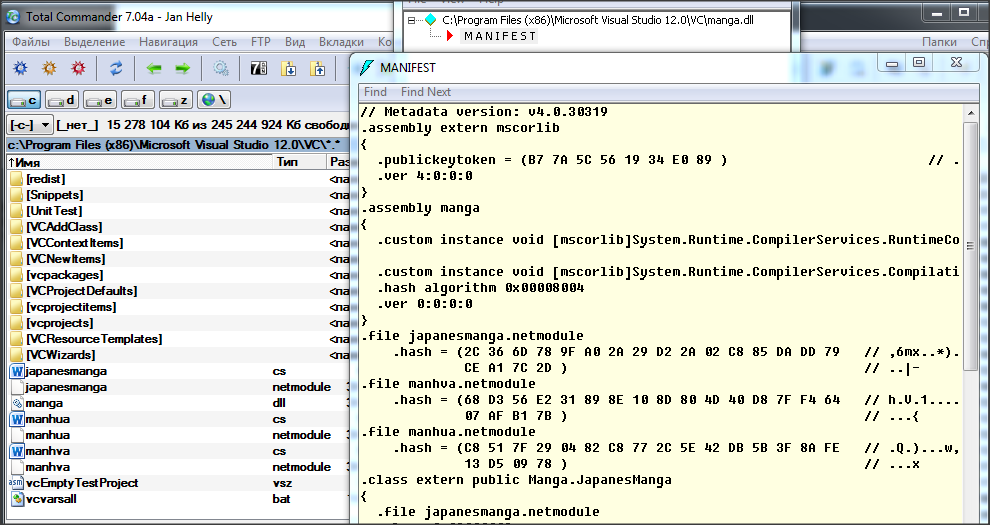 Total Commander 7.04a - Jan Helly
Файлы Выделение Навигация Сеть FTP Вид Вкладки Ко
Папки Спр
c d e f z \
[-c-] [_нет_] 15 278 104 Кб из 245 244 924 Кб свободн
c:\Program Files (x86)\Microsoft Visual Studio 12.0\VC\*.*
↑Имя Тип Раз
[redist] <па
[Snippets] <па
[UnitTest] <па
[VCAddClass] <па
[VCContextItems] <па
[VCNewItems] <па
[vcpackages] <па
[VCProjectDefaults] <па
[vcprojectitems] <па
[vcprojects] <па
[VCResourceTemplates] <па
[VCWizards] <па
japanesmanga cs
japanesmanga netmodule
manga dll
manhua cs
manhua netmodule
manhva cs
manhva netmodule
vcEmptyTestProject vsz
vcvarsall bat
C:\Program Files (x86)\Microsoft Visual Studio 12.0\VC\manga.dll
M A N I F E S T
MANIFEST
Find Find Next
// Metadata version: v4.0.30319
.assembly extern mscorlib
{
.publickeytoken = (B7 7A 5C 56 19 34 E0 89 ) // .
.ver 4:0:0:0
}
.assembly manga
{
.custom instance void [mscorlib]System.Runtime.CompilerServices.RuntimeCo
.custom instance void [mscorlib]System.Runtime.CompilerServices.Compilati
.hash algorithm 0x00008004
.ver 0:0:0:0
}
.file japanesmanga.netmodule
.hash = (2C 36 6D 78 9F A0 2A 29 D2 2A 02 C8 85 DA DD 79 // ,6mx..*).
CE A1 7C 2D ) // ..|-
.file manhva.netmodule
.hash = (68 D3 56 E2 31 89 8E 10 8D 80 4D 40 D8 7F F4 64 // h.V.1....
07 AF B1 7B ) // ...{
.file manhua.netmodule
.hash = (C8 51 7F 29 04 82 C8 77 2C 5E 42 DB 5B 3F 8A FE // .Q.)...w,
13 D5 09 78 ) // ...x
.class extern public Manga.JapanesManga
{
.file japanesmanga.netmodule